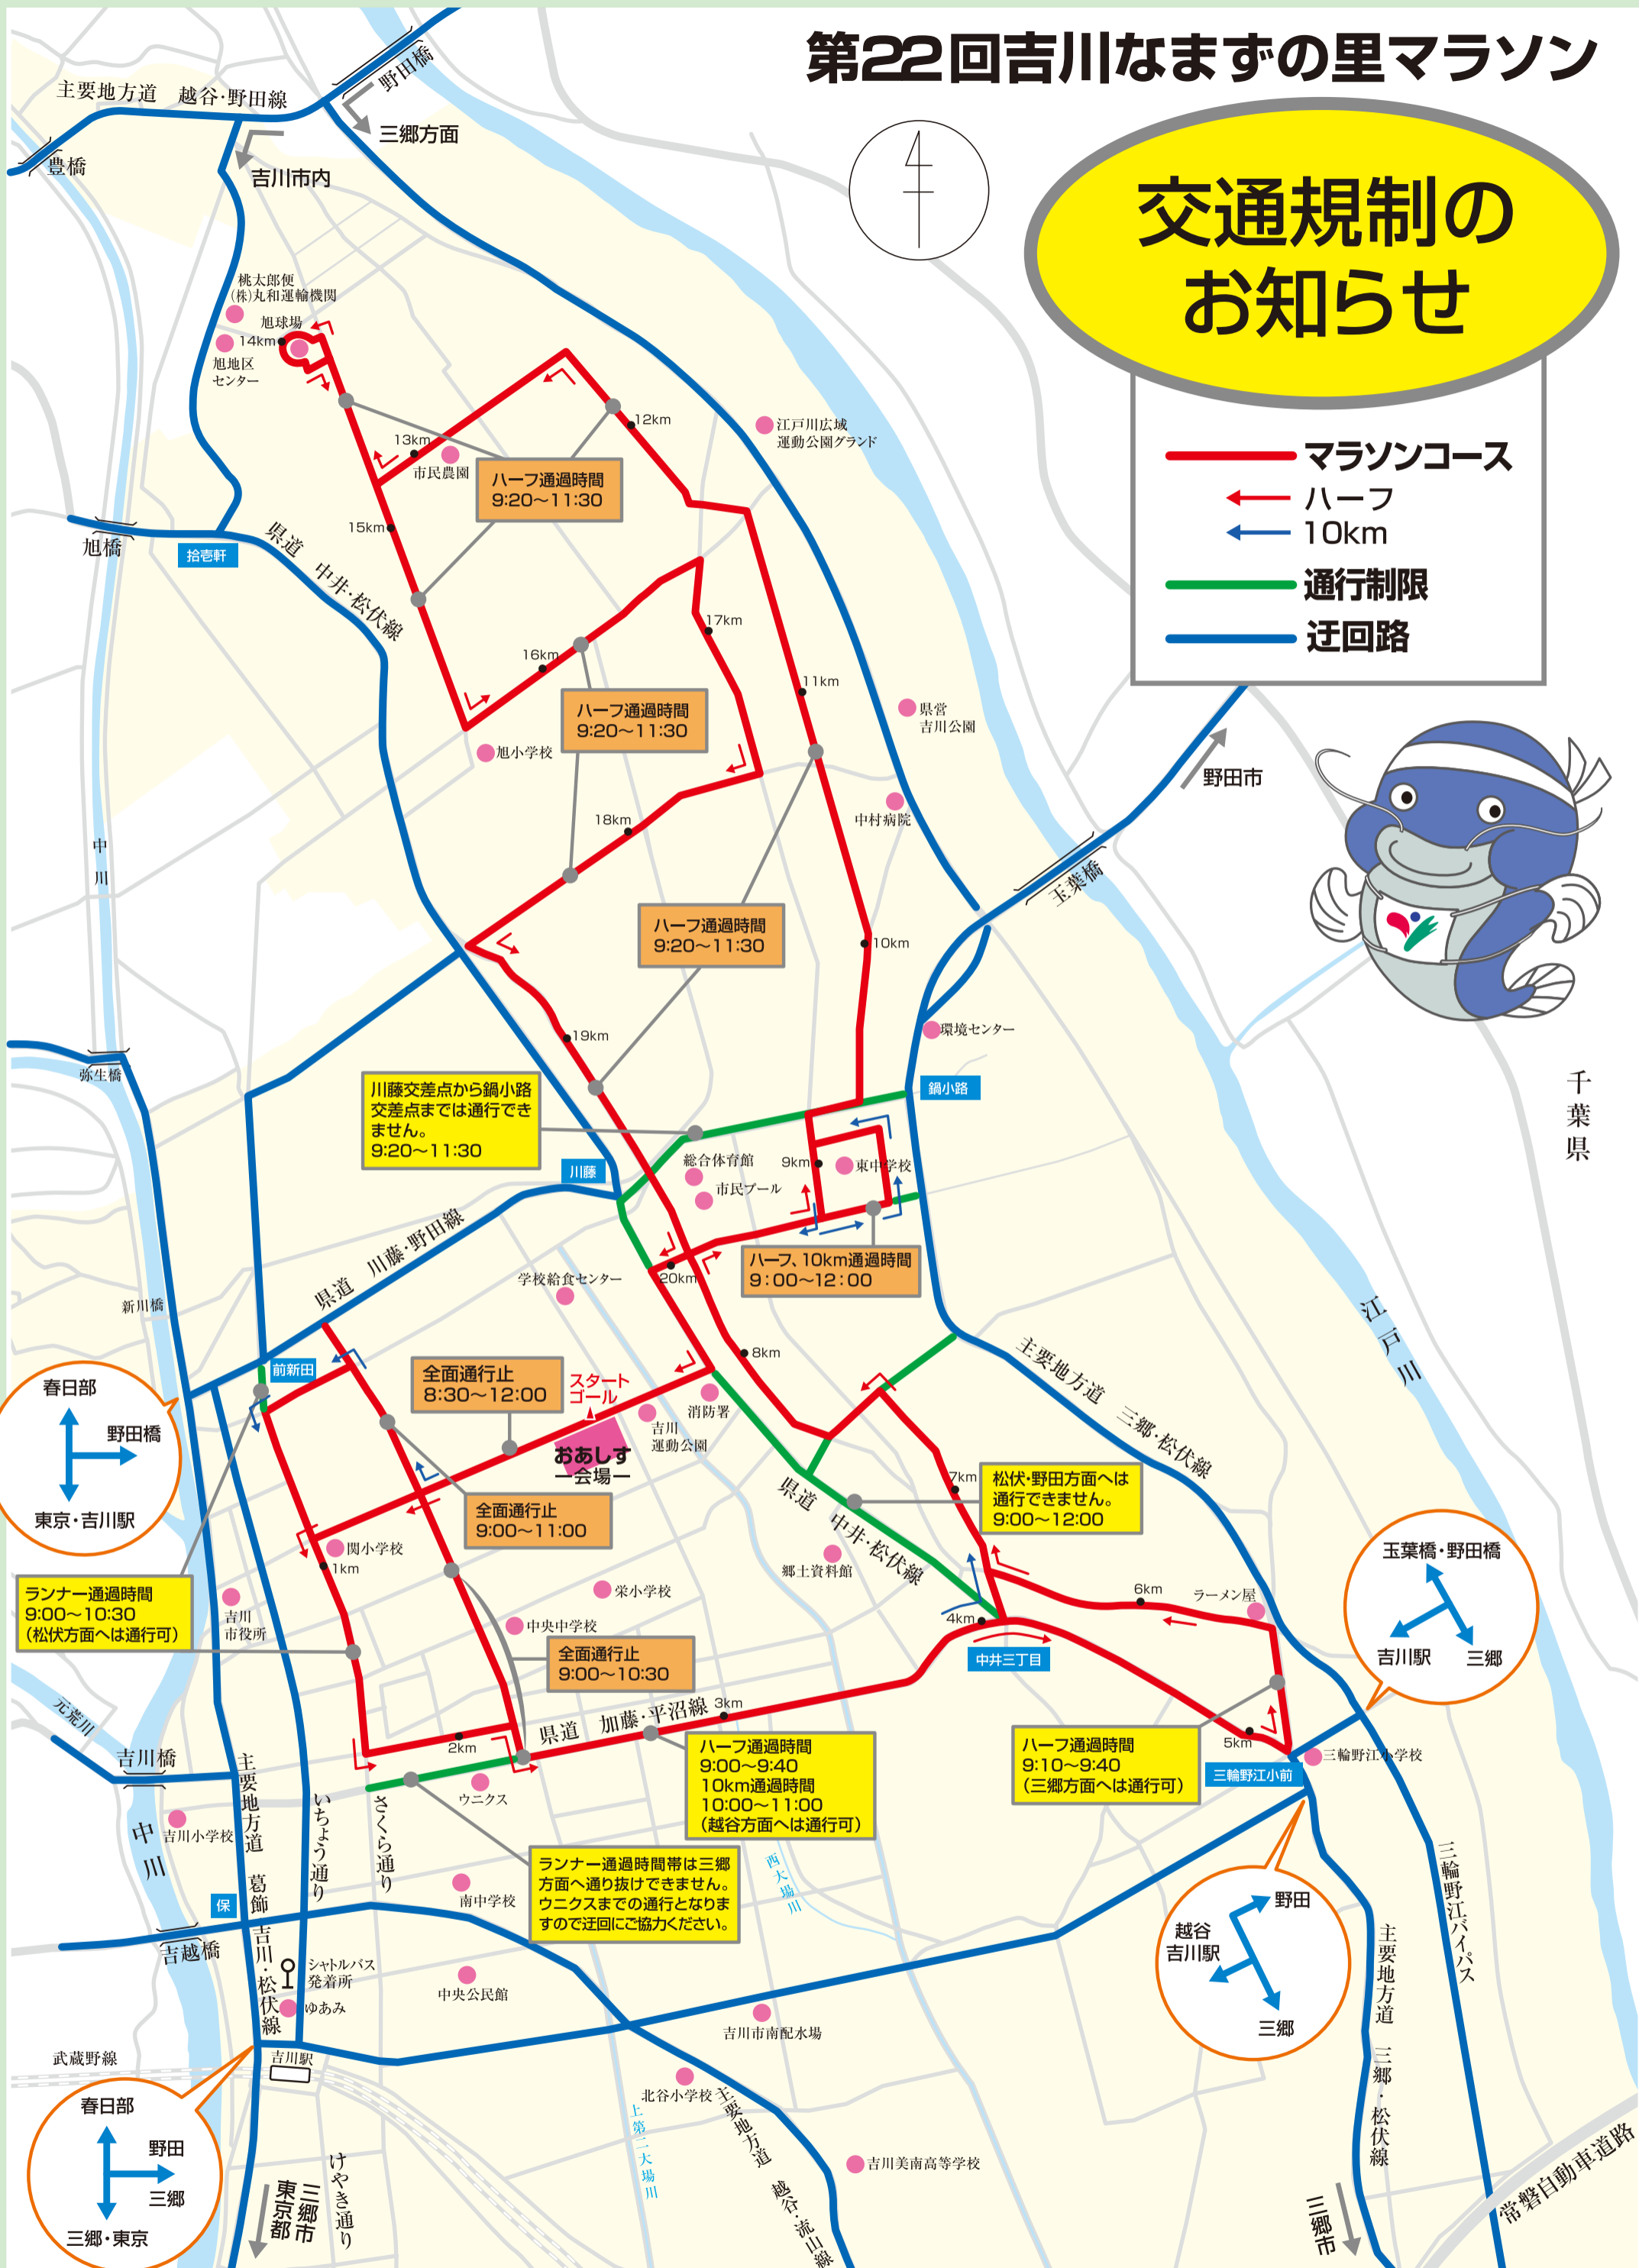 第22回吉川なまずの里マラソン
交通規制の
お知らせ
マラソンコース
ハーフ
10km
通行制限
迂回路
主要地方道 越谷・野田線
野田橋
三郷方面
豊橋
吉川市内
桃太郎便
(株)丸和運輸機関
旭球場
14km
旭地区
センター
12km
江戸川広域
運動公園グランド
13km
市民農園
ハーフ通過時間
9:20〜11:30
15km
旭橋
拾壱軒
県道 中井・松伏線
17km
16km
11km
ハーフ通過時間
9:20〜11:30
旭小学校
県営
吉川公園
野田市
18km
中村病院
中川
玉葉橋
ハーフ通過時間
9:20〜11:30
10km
19km
環境センター
弥生橋
鍋小路
千葉県
川藤交差点から鍋小路
交差点までは通行でき
ません。
9:20〜11:30
川藤
総合体育館
市民プール
9km
東中学校
県道 川藤・野田線
20km
ハーフ、10km通過時間
9:00〜12:00
学校給食センター
新川橋
江戸川
8km
主要地方道 三郷・松伏線
前新田
全面通行止
8:30〜12:00
スタート
ゴール
消防署
吉川
運動公園
おあしす
ー会場ー
春日部
野田橋
東京・吉川駅
県道 中井・松伏線
7km
松伏・野田方面へは
通行できません。
9:00〜12:00
全面通行止
9:00〜11:00
関小学校
1km
郷土資料館
玉葉橋・野田橋
吉川駅
三郷
ランナー通過時間
9:00〜10:30
(松伏方面へは通行可)
吉川
市役所
栄小学校
中央中学校
6km
ラーメン屋
4km
中井三丁目
全面通行止
9:00〜10:30
元荒川
吉川橋
県道 加藤・平沼線
3km
2km
5km
ハーフ通過時間
9:00〜9:40
10km通過時間
10:00〜11:00
(越谷方面へは通行可)
ハーフ通過時間
9:10〜9:40
(三郷方面へは通行可)
三輪野江小前
三輪野江小学校
ウニクス
中川
吉川小学校
主要地方道 葛飾 吉川・松伏線
いちょう通り
さくら通り
ランナー通過時間帯は三郷
方面へ通り抜けできません。
ウニクスまでの通行となりま
すので迂回にご協力ください。
西大場川
南中学校
保
吉越橋
三輪野江バイパス
野田
越谷
吉川駅
三郷
主要地方道 三郷・松伏線
シャトルバス
発着所
ゆあみ
中央公民館
吉川市南配水場
武蔵野線
吉川駅
北谷小学校
上第二大場川
主要地方道 越谷・流山線
春日部
野田
三郷
三郷・東京
三郷市
東京都
けやき通り
吉川美南高等学校
三郷市
常磐自動車道路